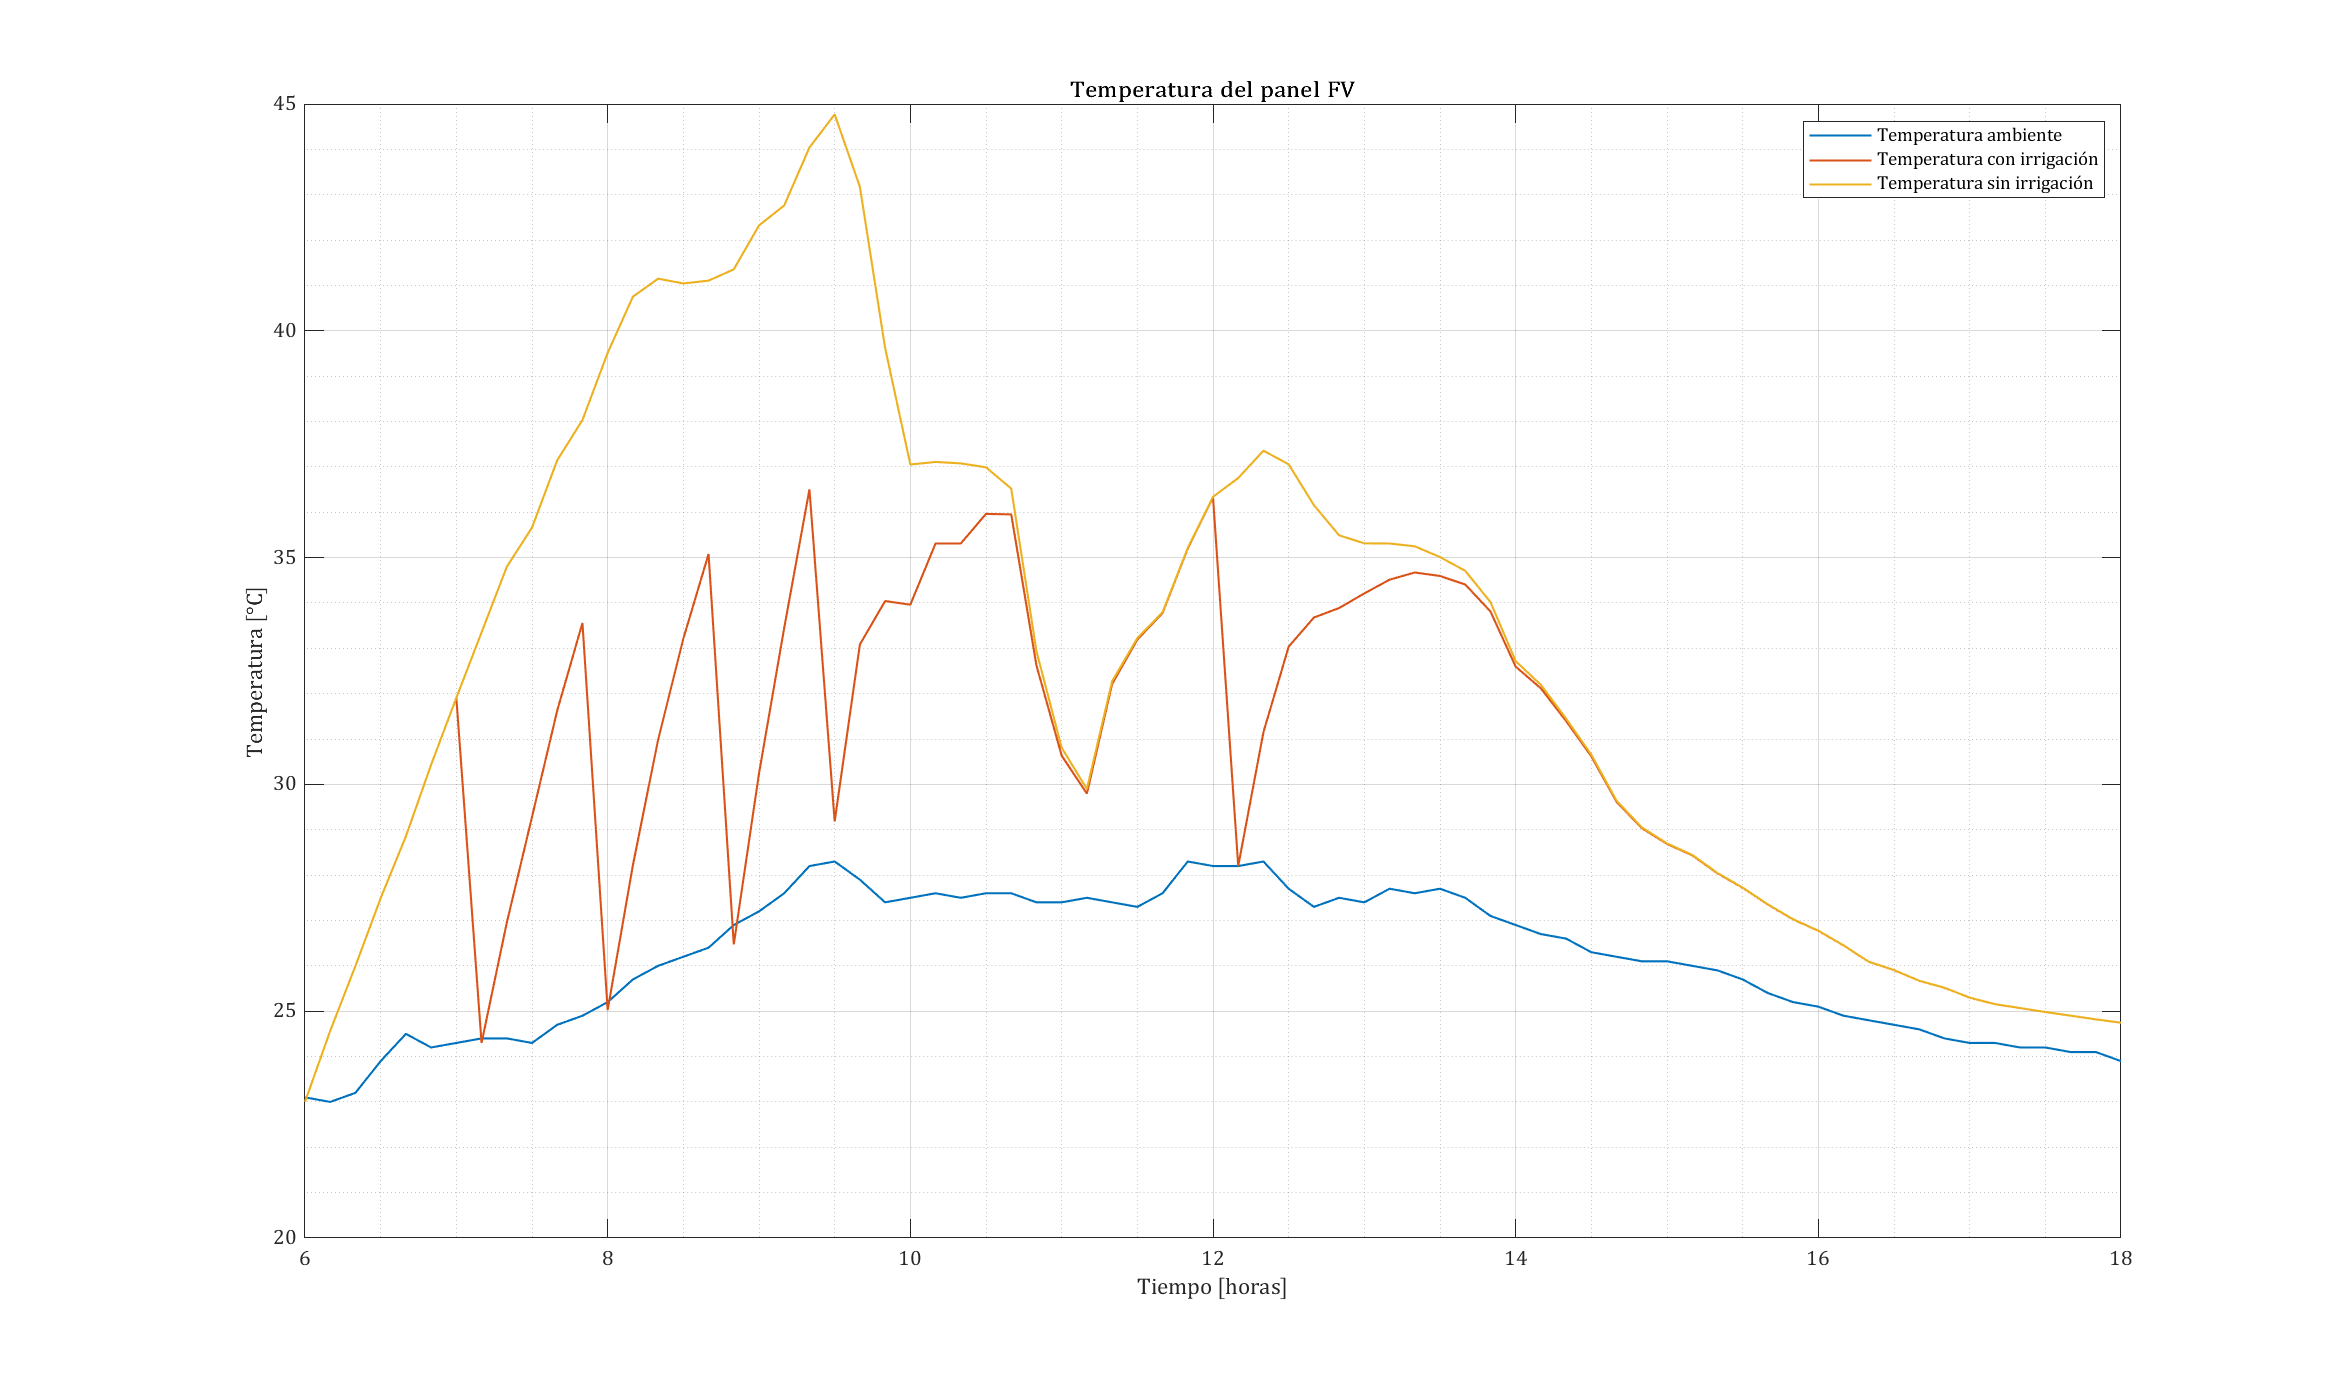 Temperatura del panel FV
45
40
35
30
25
20
Temperatura [°C]
Temperatura ambiente
Temperatura con irrigación
Temperatura sin irrigación
6 8 10 12 14 16 18
Tiempo [horas]